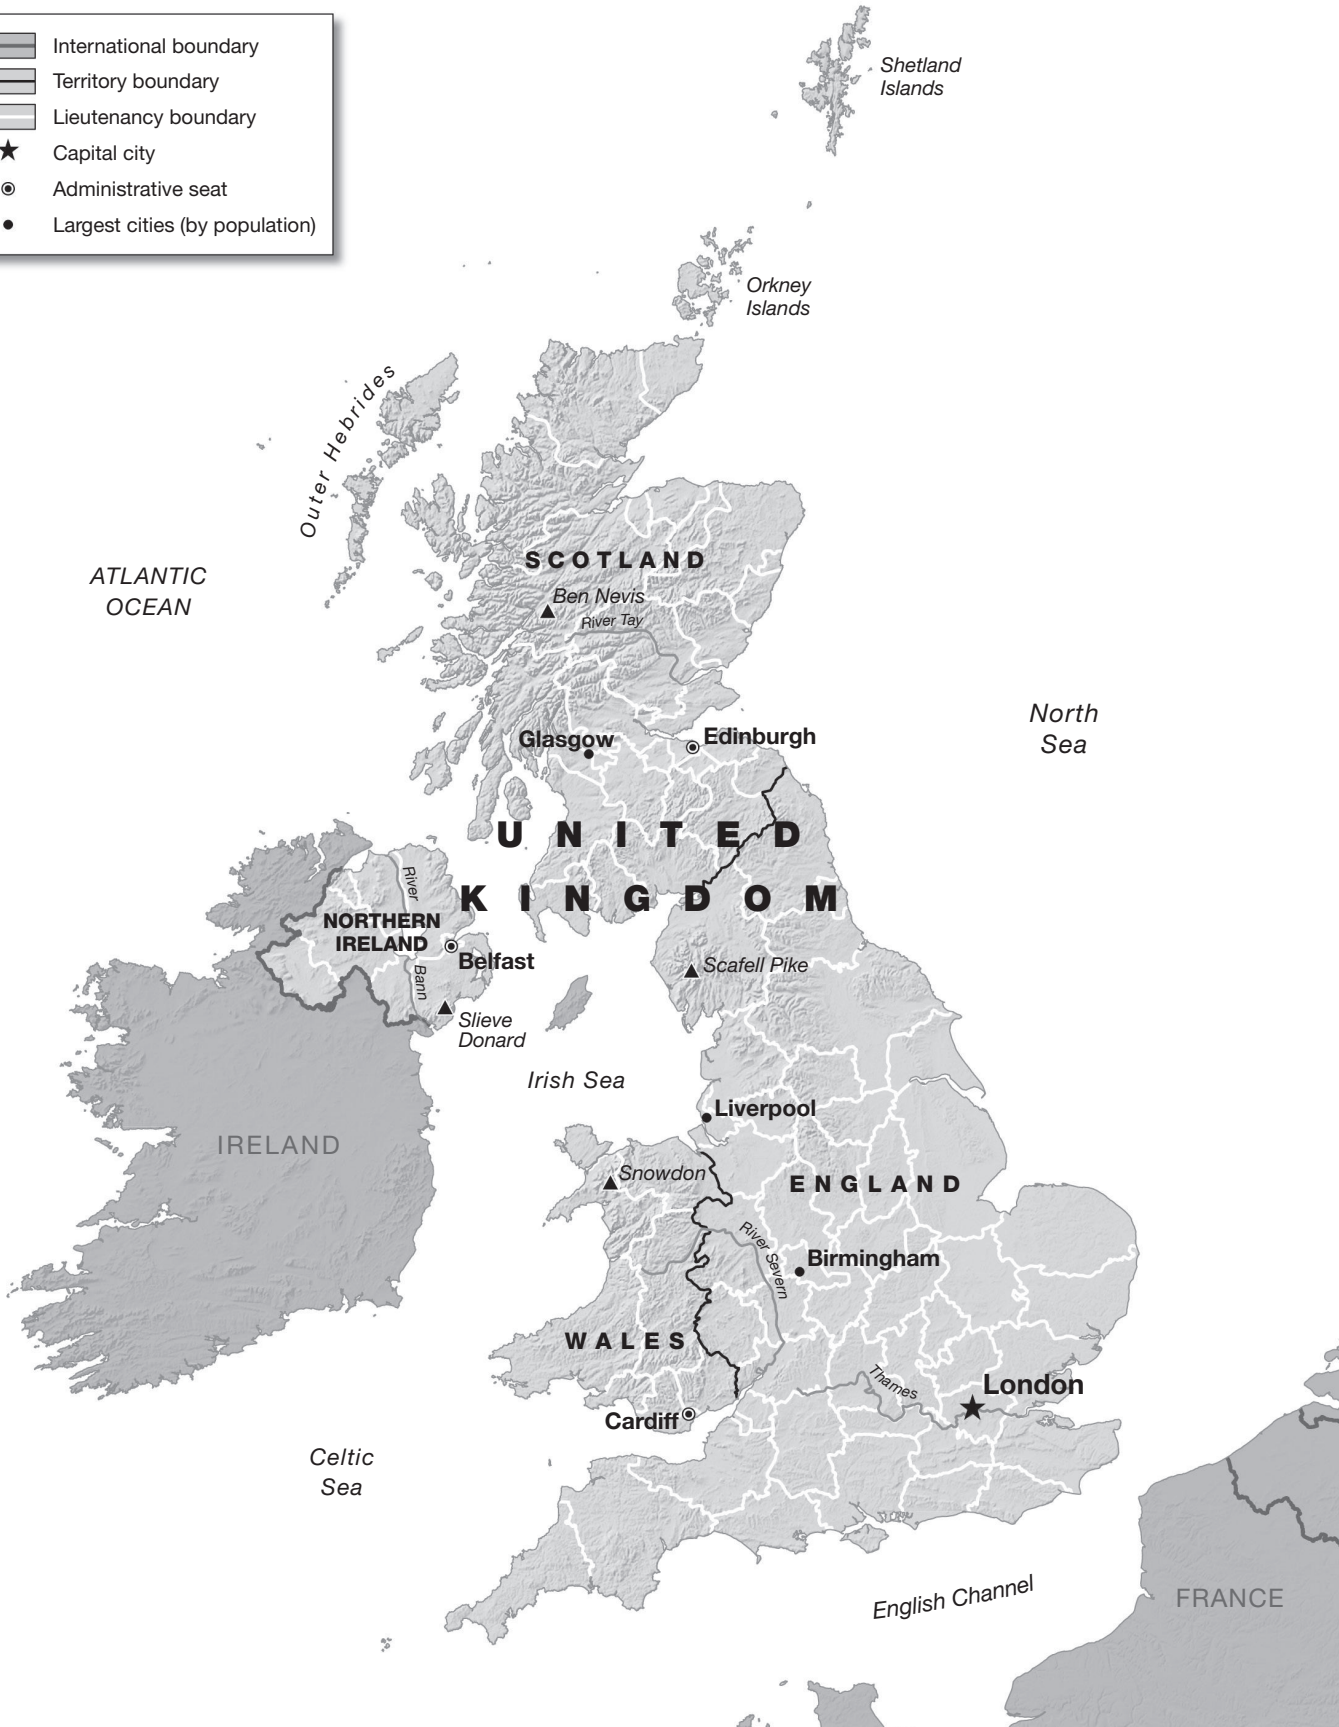 International boundary
Territory boundary
Lieutenancy boundary
Capital city
Administrative seat
Largest cities (by population)
Shetland
Islands
Orkney
Islands
Outer Hebrides
SCOTLAND
ATLANTIC
OCEAN
Ben Nevis
River Tay
North
Sea
Glasgow
Edinburgh
UNITED
KINGDOM
River
NORTHERN
IRELAND
Belfast
Bann
Scafell Pike
Slieve
Donard
Irish Sea
Liverpool
IRELAND
Snowdon
ENGLAND
River Severn
Birmingham
WALES
Thames
London
Cardiff
Celtic
Sea
English Channel
FRANCE